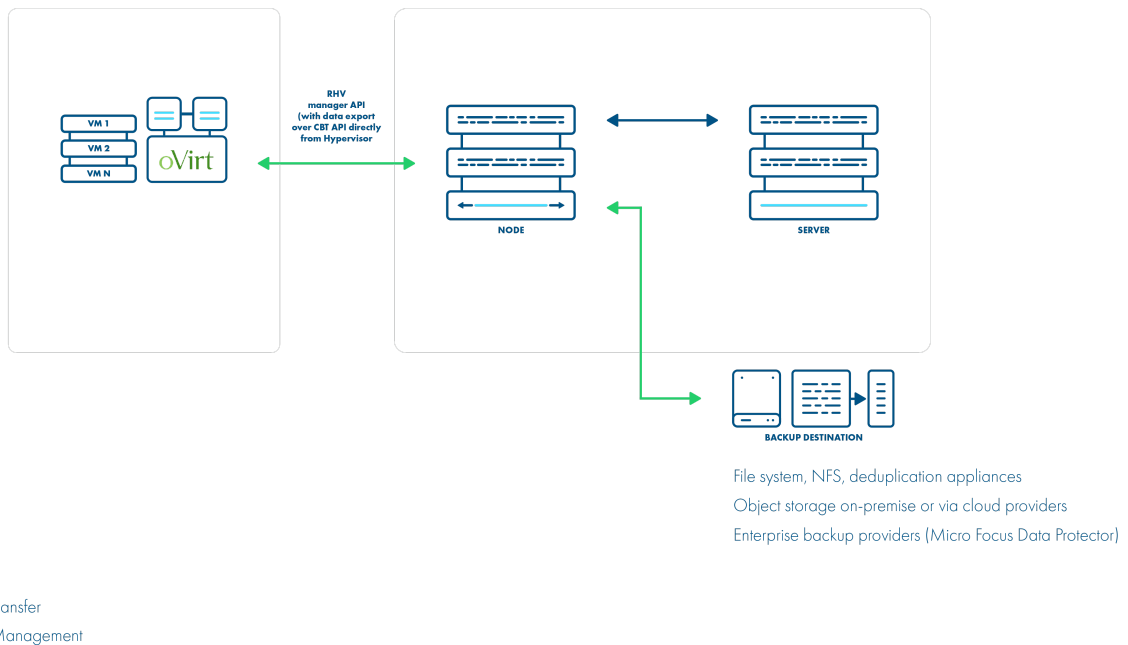 RHV
manager API
(with data export
over CBT API directly
from Hypervisor
VM 1
VM 2
VM N
oVirt
NODE
SERVER
BACKUP DESTINATION
File system, NFS, deduplication appliances
Object storage on-premise or via cloud providers
Enterprise backup providers (Micro Focus Data Protector)
ansfer
Management